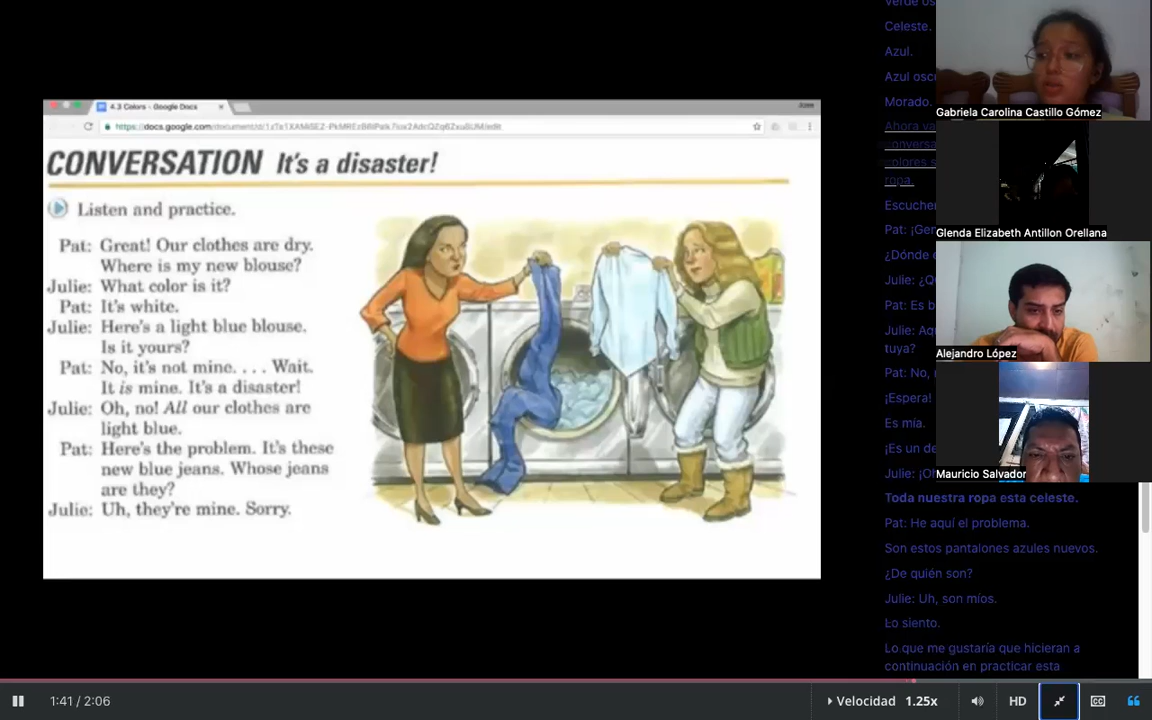 4.3 Colors - Google Docs
CONVERSATION It's a disaster!
Listen and practice.
Pat: Great! Our clothes are dry.
Where is my new blouse?
Julie: What color is it?
Pat: It's white.
Julie: Here's a light blue blouse.
Is it yours?
Pat: No, it's not mine. . . . Wait.
It is mine. It's a disaster!
Julie: Oh, no! All our clothes are
light blue.
Pat: Here's the problem. It's these
new blue jeans. Whose jeans
are they?
Julie: Uh, they're mine. Sorry.
Celeste.
Azul.
Morado.
ropa.
Toda nuestra ropa esta celeste.
Pat: He aquí el problema.
Son estos pantalones azules nuevos.
¿De quién son?
Julie: Uh, son míos.
Lo siento.
Lo que me gustaría que hicieran a
continuación en practicar esta
Gabriela Carolina Castillo Gómez
Glenda Elizabeth Antillon Orellana
Alejandro López
Mauricio Salvador
1:41 / 2:06
Velocidad 1.25x
HD
CC